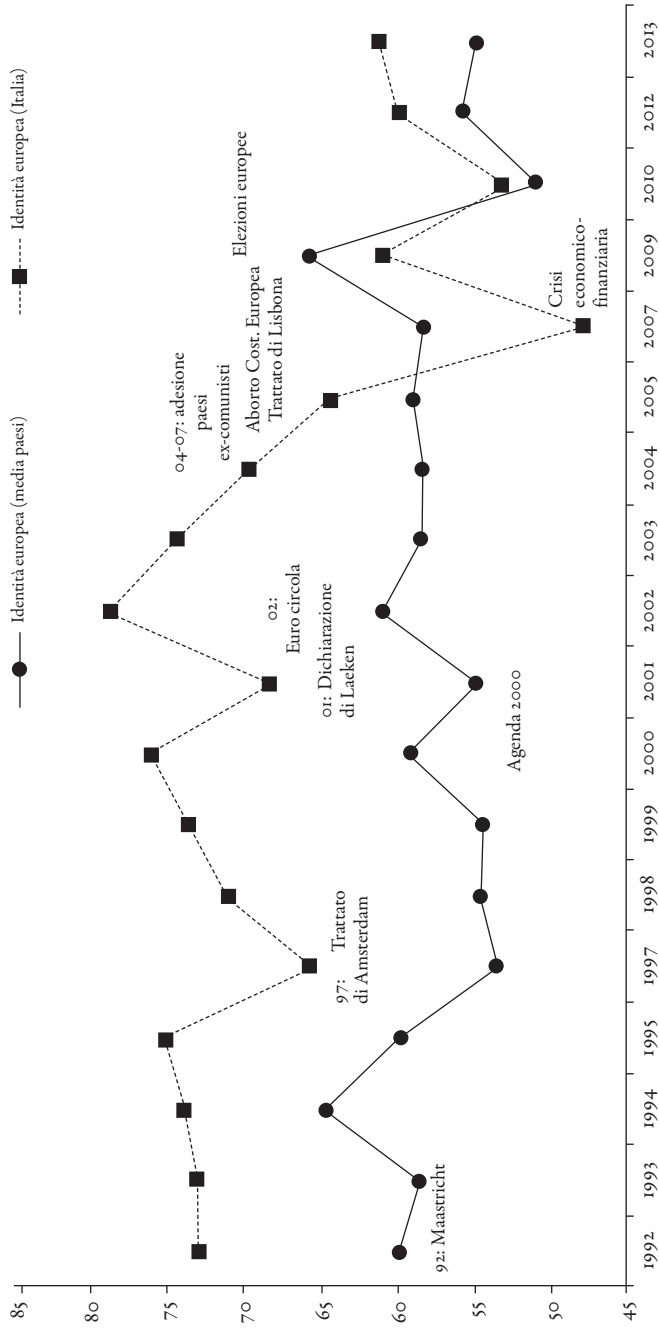 Identità europea (media paesi)
Identità europea (Italia)
85
80
75
70
65
60
55
50
45
92: Maastricht
97: Trattato
di Amsterdam
Agenda 2000
01: Dichiarazione
di Laeken
02:
Euro circola
04-07: adesione
paesi
ex-comunisti
Aborto Cost. Europea
Trattato di Lisbona
Elezioni europee
Crisi
economico-
finanziaria
1992
1993
1994
1995
1997
1998
1999
2000
2001
2002
2003
2004
2005
2007
2009
2010
2012
2013